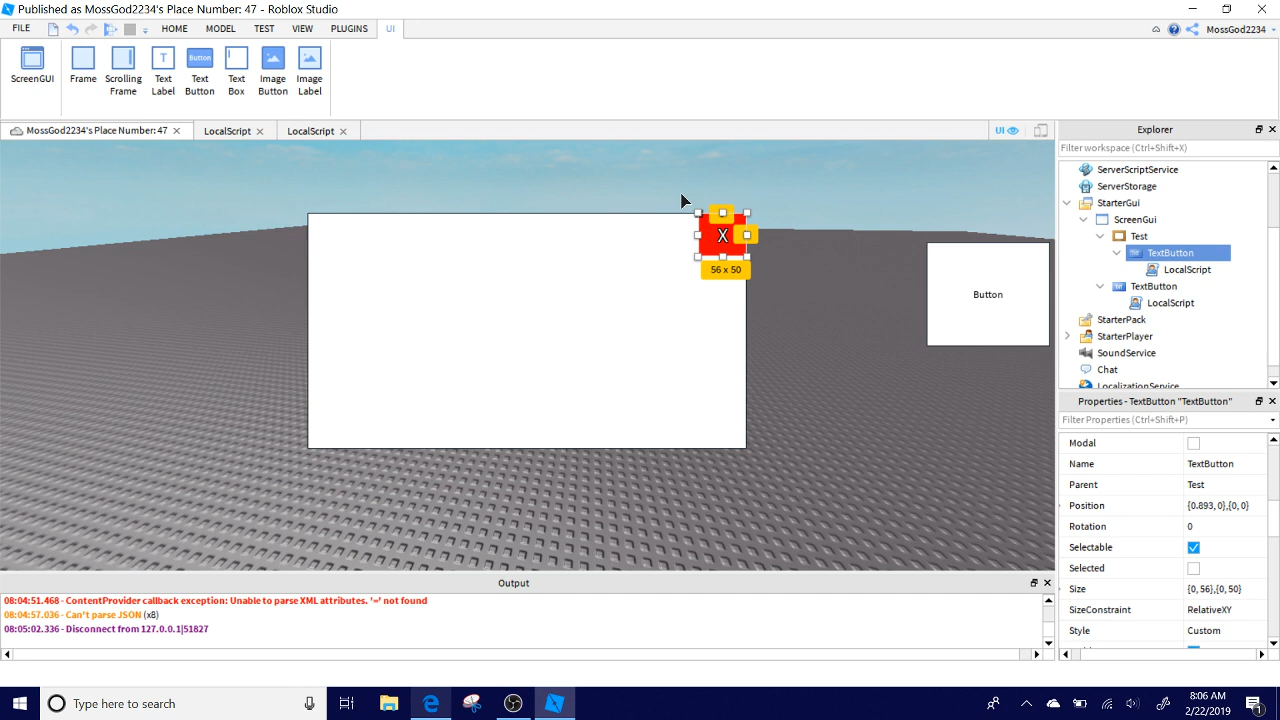 Published as MossGod2234's Place Number: 47 - Roblox Studio
FILE
HOME
MODEL
TEST
VIEW
PLUGINS
UI
MossGod2234
ScreenGUI
Frame
Scrolling
Frame
Text
Label
Button
Text
Button
Text
Box
Image
Button
Image
Label
MossGod2234's Place Number: 47
LocalScript
LocalScript
UI
X
56 x 50
Button
Explorer
Filter workspace (Ctrl+Shift+X)
ServerScriptService
ServerStorage
StarterGui
ScreenGui
Test
TextButton
LocalScript
TextButton
LocalScript
StarterPack
StarterPlayer
SoundService
Chat
LocalizationService
Properties - TextButton "TextButton"
Filter Properties (Ctrl+Shift+P)
Modal
Name TextButton
Parent Test
Position {0.893, 0},{0, 0}
Rotation 0
Selectable
Selected
Size {0, 56},{0, 50}
SizeConstraint RelativeXY
Style Custom
Output
08:04:51.468 - ContentProvider callback exception: Unable to parse XML attributes. '=' not found
08:04:57.036 - Can't parse JSON (x8)
08:05:02.336 - Disconnect from 127.0.0.1|51827
Type here to search
8:06 AM
2/22/2019